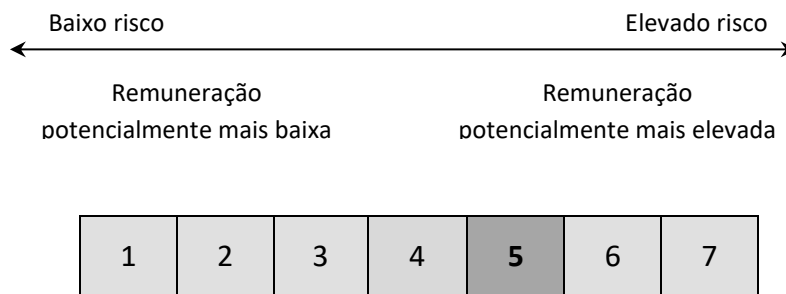 Baixo risco Elevado risco
Remuneração Remuneração
potencialmente mais baixa potencialmente mais elevada
1 2 3 4 5 6 7